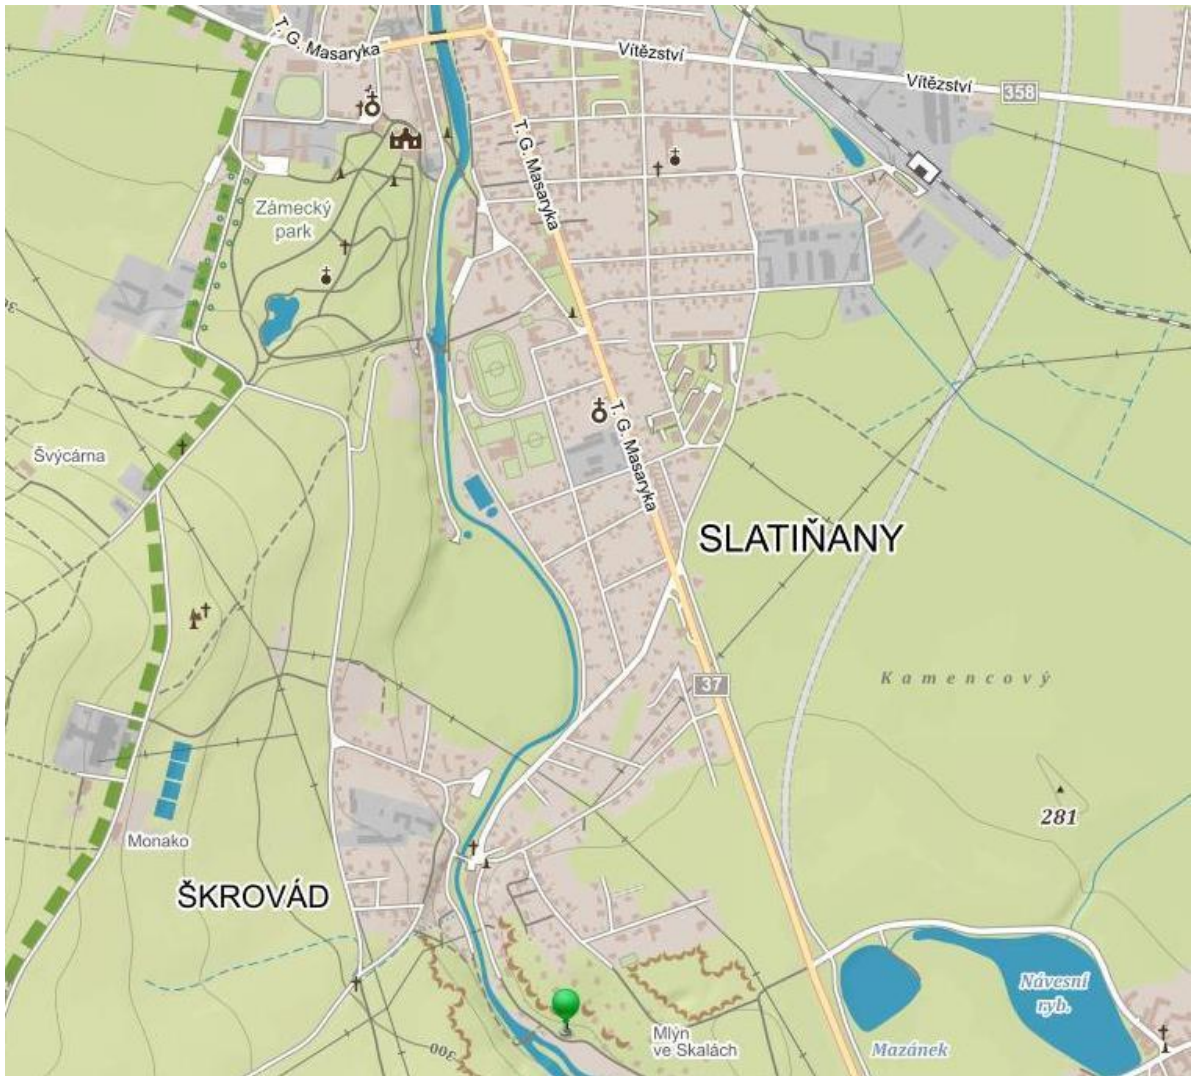 T. G. Masaryka
Vítězství
Vítězství
358
T. G. Masaryka
Zámecký
park
300
T. G. Masaryka
Švýcárna
SLATIŇANY
Kamencový
37
281
Monako
ŠKROVÁD
Návesní
ryb.
Mlýn
ve Skalách
Mazánek
300